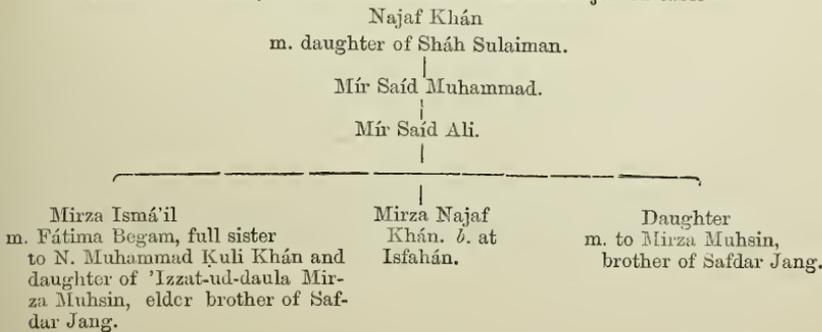 Najaf Khán
m. daughter of Sháh Sulaiman.
Mír Saíd Muhammad.
Mír Saíd Ali.
Mirza Ismá'il
m. Fátima Begam, full sister
to N. Muhammad Ḳuli Khán and
daughter of 'Izzat-ud-daula Mir-
za Muhsin, elder brother of Saf-
dar Jang.
Mirza Najaf
Khán. b. at
Isfahán.
Daughter
m. to Mirza Muhsin,
brother of Safdar Jang.